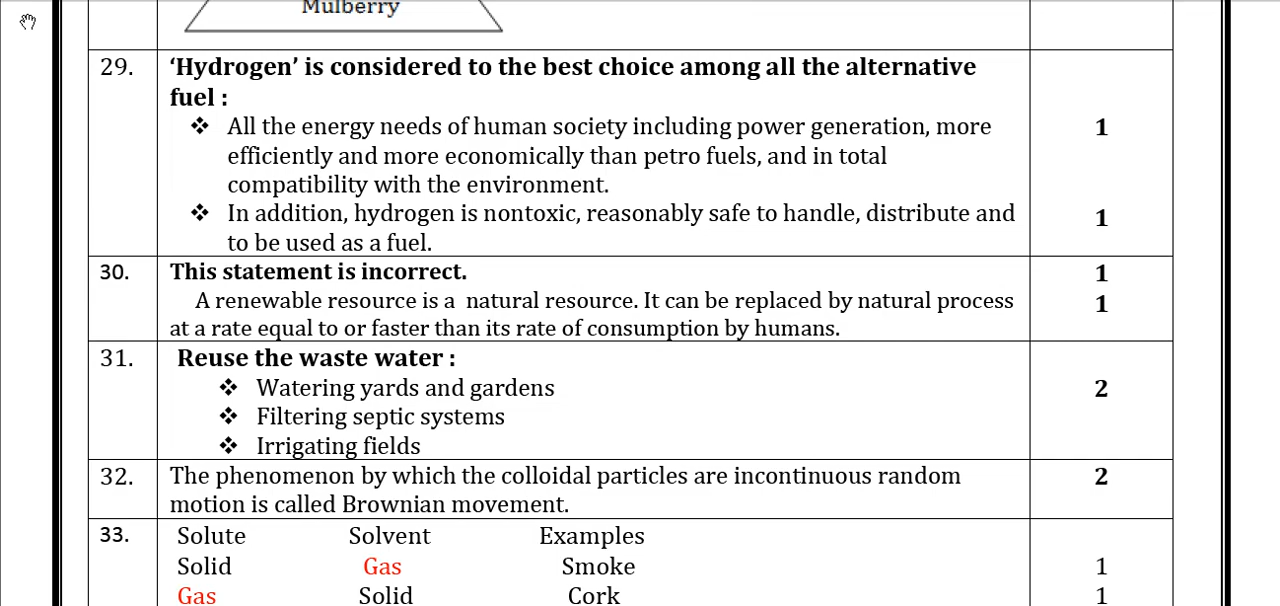 Mulberry
29. ‘Hydrogen’ is considered to the best choice among all the alternative
fuel :
❖ All the energy needs of human society including power generation, more 1
efficiently and more economically than petro fuels, and in total
compatibility with the environment.
❖ In addition, hydrogen is nontoxic, reasonably safe to handle, distribute and 1
to be used as a fuel.
30. This statement is incorrect. 1
A renewable resource is a natural resource. It can be replaced by natural process 1
at a rate equal to or faster than its rate of consumption by humans.
31. Reuse the waste water :
❖ Watering yards and gardens 2
❖ Filtering septic systems
❖ Irrigating fields
32. The phenomenon by which the colloidal particles are incontinuous random 2
motion is called Brownian movement.
33. Solute Solvent Examples
Solid Gas Smoke 1
Gas Solid Cork 1